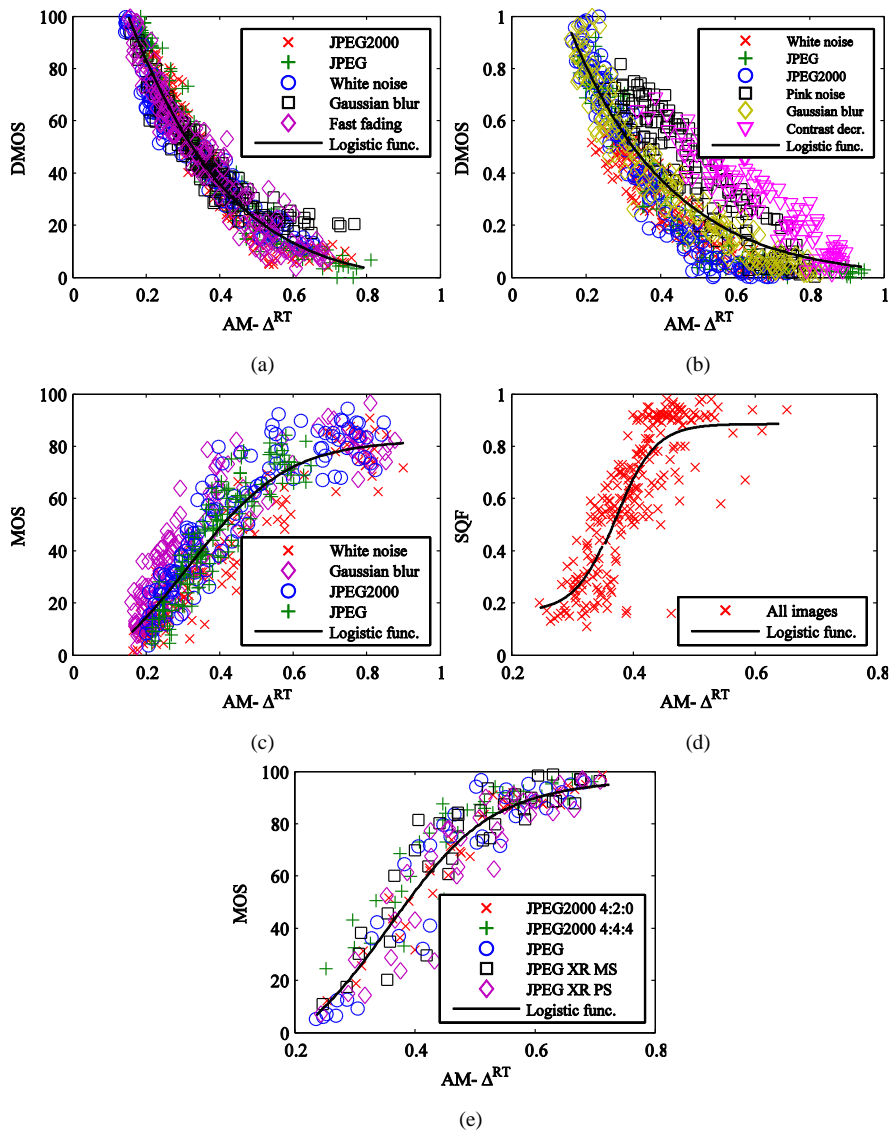 100
80
60
40
20
0
DMOS
JPEG2000
JPEG
White noise
Gaussian blur
Fast fading
Logistic func.
0 0.2 0.4 0.6 0.8 1
AM- Δ^RT
(a)
1
0.8
0.6
0.4
0.2
0
DMOS
White noise
JPEG
JPEG2000
Pink noise
Gaussian blur
Contrast decr.
Logistic func.
0 0.2 0.4 0.6 0.8 1
AM- Δ^RT
(b)
100
80
60
40
20
0
MOS
White noise
Gaussian blur
JPEG2000
JPEG
Logistic func.
0 0.2 0.4 0.6 0.8 1
AM- Δ^RT
(c)
1
0.8
0.6
0.4
0.2
0
SQF
All images
Logistic func.
0.2 0.4 0.6 0.8
AM- Δ^RT
(d)
100
80
60
40
20
0
MOS
JPEG2000 4:2:0
JPEG2000 4:4:4
JPEG
JPEG XR MS
JPEG XR PS
Logistic func.
0.2 0.4 0.6 0.8
AM- Δ^RT
(e)